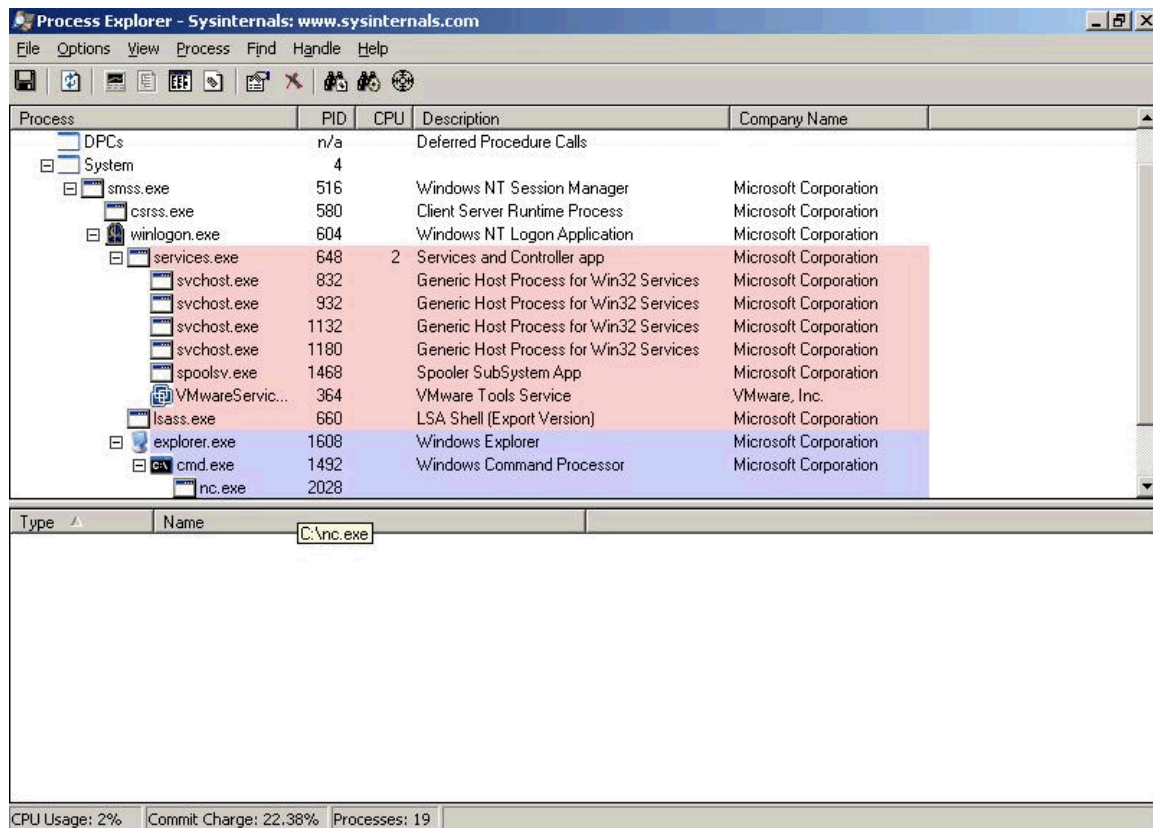 Process Explorer - Sysinternals: www.sysinternals.com
File Options View Process Find Handle Help
Process PID CPU Description Company Name
DPCs n/a Deferred Procedure Calls
System 4
smss.exe 516 Windows NT Session Manager Microsoft Corporation
csrss.exe 580 Client Server Runtime Process Microsoft Corporation
winlogon.exe 604 Windows NT Logon Application Microsoft Corporation
services.exe 648 2 Services and Controller app Microsoft Corporation
svchost.exe 832 Generic Host Process for Win32 Services Microsoft Corporation
svchost.exe 932 Generic Host Process for Win32 Services Microsoft Corporation
svchost.exe 1132 Generic Host Process for Win32 Services Microsoft Corporation
svchost.exe 1180 Generic Host Process for Win32 Services Microsoft Corporation
spoolsv.exe 1468 Spooler SubSystem App Microsoft Corporation
VMwareServic... 364 VMware Tools Service VMware, Inc.
lsass.exe 660 LSA Shell (Export Version) Microsoft Corporation
explorer.exe 1608 Windows Explorer Microsoft Corporation
cmd.exe 1492 Windows Command Processor Microsoft Corporation
nc.exe 2028
Type Name
C:\nc.exe
CPU Usage: 2% Commit Charge: 22.38% Processes: 19